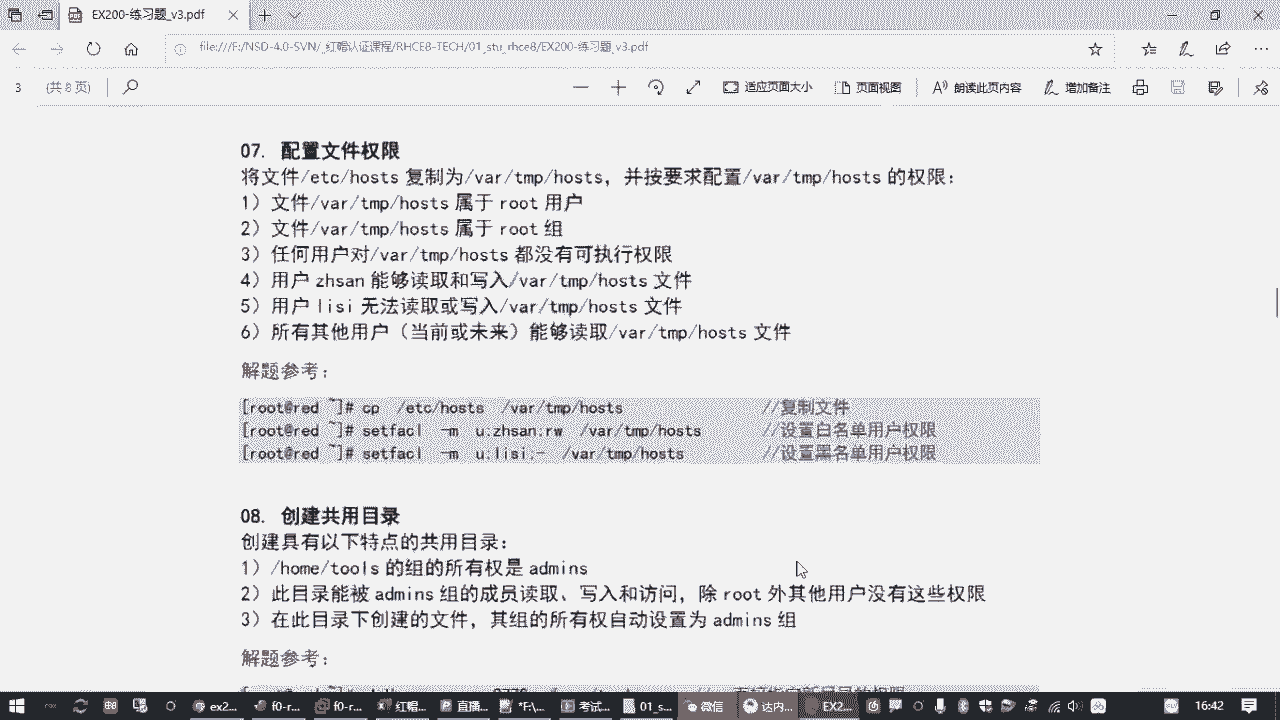 EX200-练习题_v3.pdf
file:///F:/NSD-4.0-SVN/_红帽认证课程/RHCE8-TECH/01_stu_rhce8/EX200-练习题_v3.pdf
3 (共 8 页) 适应页面大小 页面视图 朗读此页内容 增加备注
07. 配置文件权限
将文件/etc/hosts 复制为/var/tmp/hosts，并按要求配置/var/tmp/hosts 的权限：
1）文件/var/tmp/hosts 属于 root 用户
2）文件/var/tmp/hosts 属于 root 组
3）任何用户对/var/tmp/hosts 都没有可执行权限
4）用户 zhsan 能够读取和写入/var/tmp/hosts 文件
5）用户 lisi 无法读取或写入/var/tmp/hosts 文件
6）所有其他用户（当前或未来）能够读取/var/tmp/hosts 文件
解题参考：
[root@red ~]# cp /etc/hosts /var/tmp/hosts //复制文件
[root@red ~]# setfacl -m u:zhsan:rw /var/tmp/hosts //设置白名单用户权限
[root@red ~]# setfacl -m u:lisi:- /var/tmp/hosts //设置黑名单用户权限
08. 创建共用目录
创建具有以下特点的共用目录：
1）/home/tools 的组的所有权是 admins
2）此目录能被 admins 组的成员读取、写入和访问，除 root 外其他用户没有这些权限
3）在此目录下创建的文件，其组的所有权自动设置为 admins 组
解题参考：
ex2... f0-r... f0-r... 红帽... 直播... *F:\... 考试... 01_s... 微信 达内... EX2... 16:42